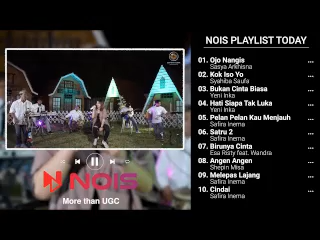 NOIS PLAYLIST TODAY
01. Ojo Nangis ...
Sasya Arkhisna
02. Kok Iso Yo ...
Syahiba Saufa
03. Bukan Cinta Biasa ...
Yeni Inka
04. Hati Siapa Tak Luka ...
Yeni Inka
05. Pelan Pelan Kau Menjauh ...
Safira Inema
06. Satru 2 ...
Safira Inema
07. Birunya Cinta ...
Esa Risty feat. Wandra
08. Angen Angen ...
Shepin Misa
09. Melepas Lajang ...
Safira Inema
10. Cindai ...
Safira Inema
NOIS
More than UGC